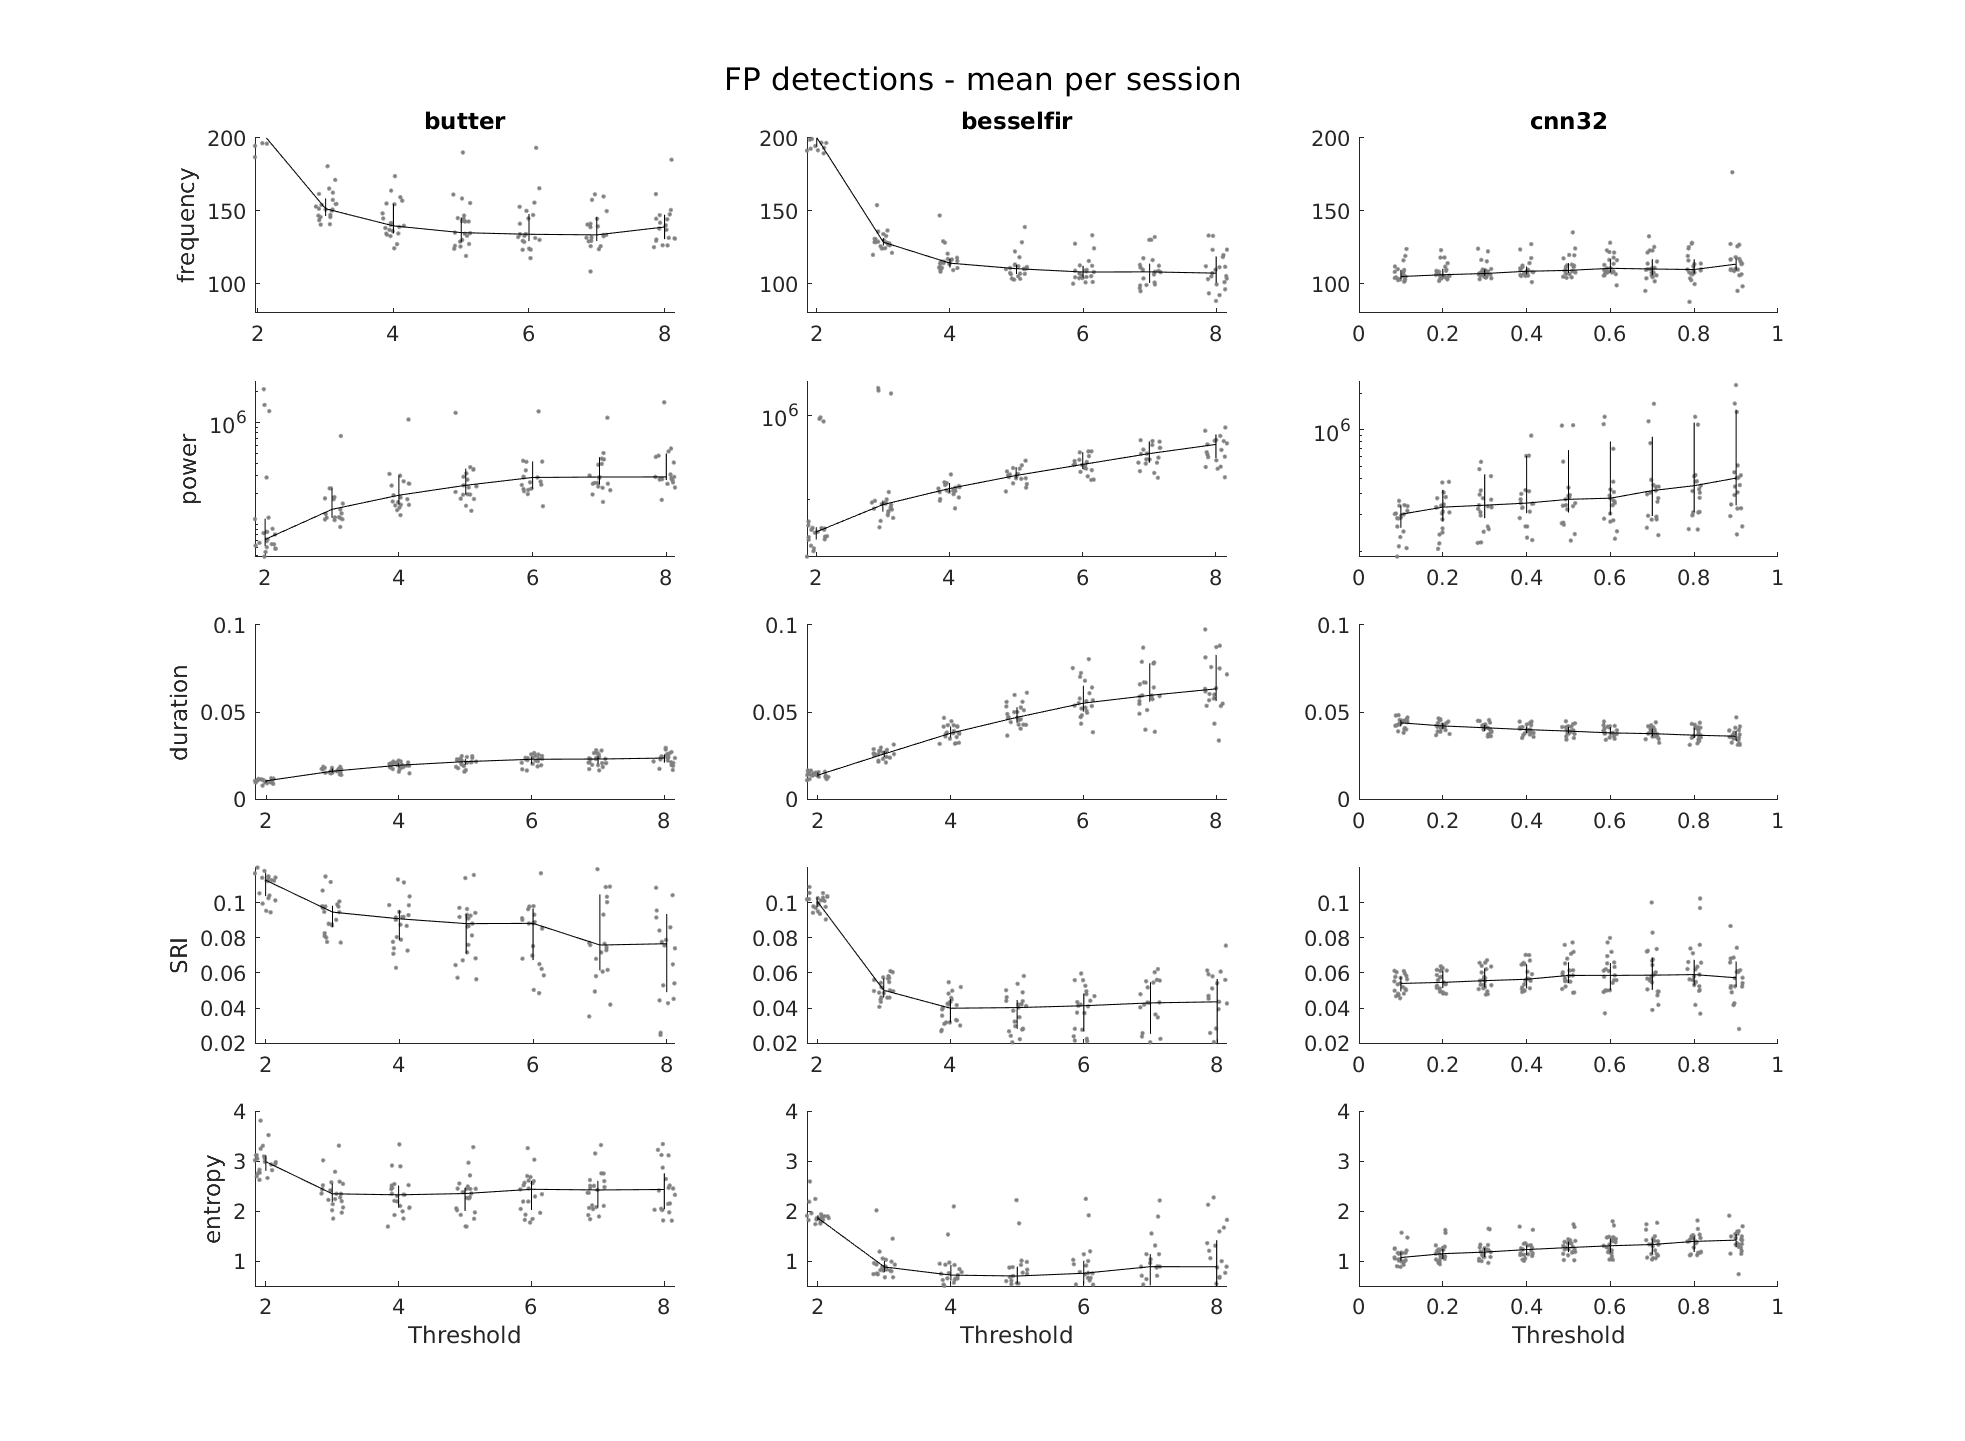 FP detections - mean per session
butter besselfir cnn32
frequency
200 150 100
2 4 6 8
200 150 100
2 4 6 8
200 150 100
0 0.2 0.4 0.6 0.8 1
power
10^6
2 4 6 8
10^6
2 4 6 8
10^6
0 0.2 0.4 0.6 0.8 1
duration
0.1 0.05 0
2 4 6 8
0.1 0.05 0
2 4 6 8
0.1 0.05 0
0 0.2 0.4 0.6 0.8 1
SRI
0.1 0.08 0.06 0.04 0.02
2 4 6 8
0.1 0.08 0.06 0.04 0.02
2 4 6 8
0.1 0.08 0.06 0.04 0.02
0 0.2 0.4 0.6 0.8 1
entropy
4 3 2 1
2 4 6 8
Threshold
4 3 2 1
2 4 6 8
Threshold
4 3 2 1
0 0.2 0.4 0.6 0.8 1
Threshold